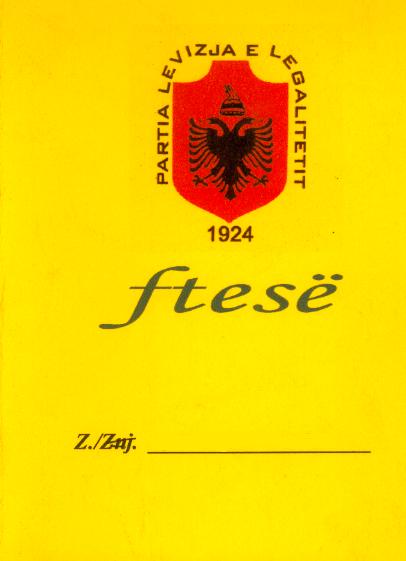 PARTIA LEVIZJA E LEGALITETIT
1924
ftesë
Z./Znj.